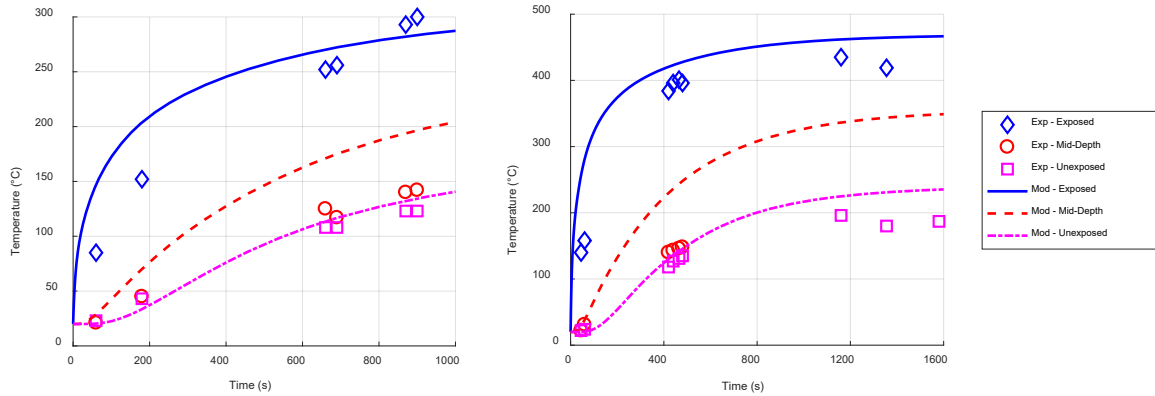 300
250
200
150
100
50
0
Temperature (°C)
0 200 400 600 800 1000
Time (s)
500
400
300
200
100
0
Temperature (°C)
0 400 800 1200 1600
Time (s)
Exp - Exposed
Exp - Mid-Depth
Exp - Unexposed
Mod - Exposed
Mod - Mid-Depth
Mod - Unexposed